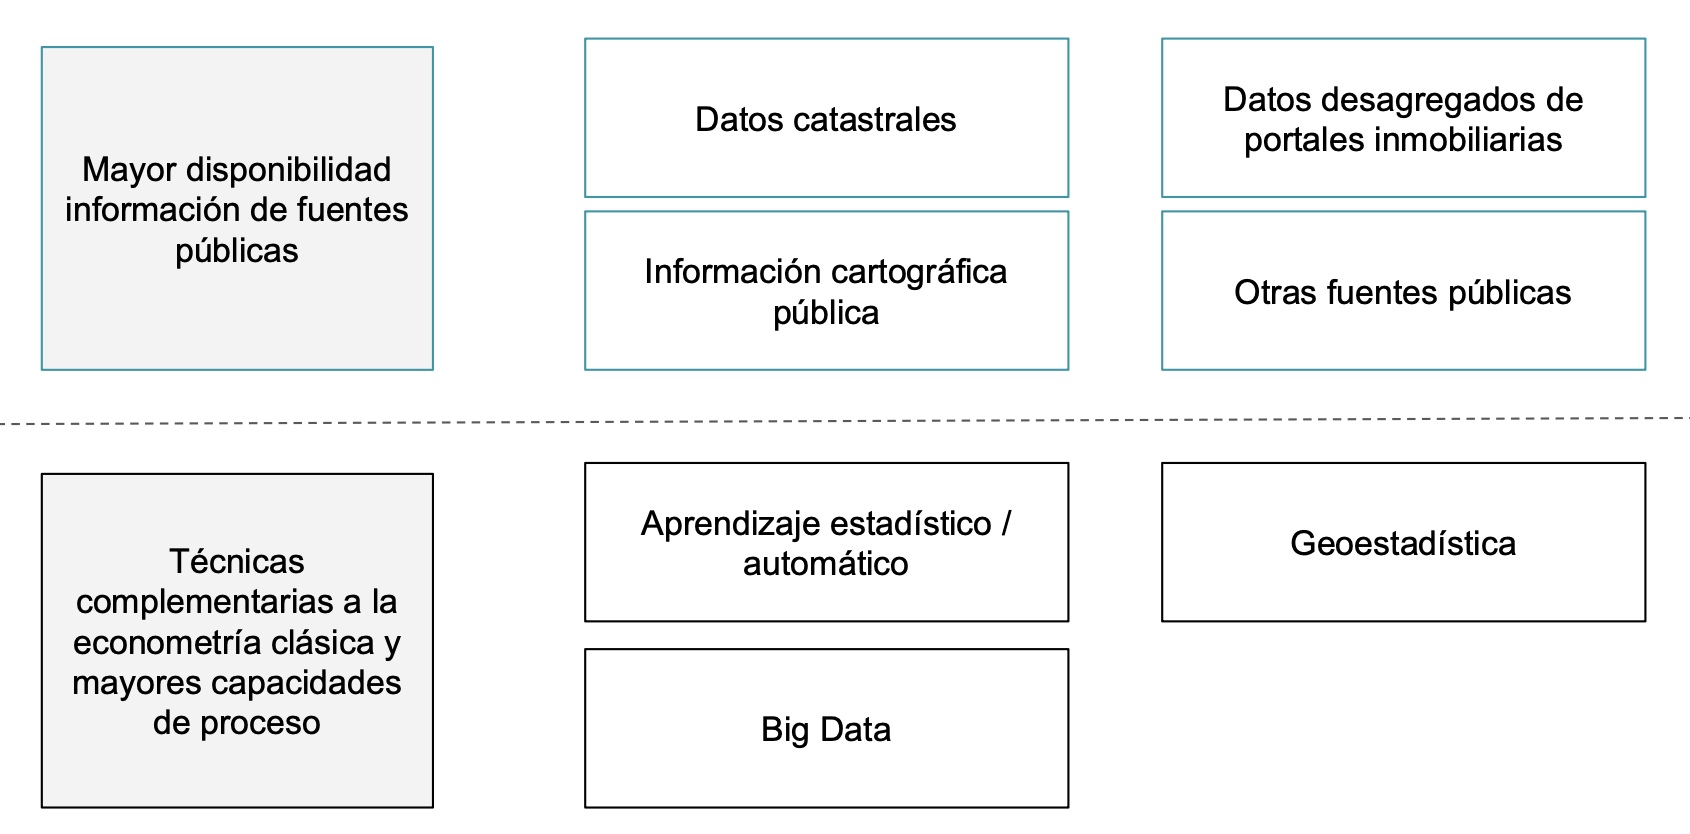 Mayor disponibilidad
información de fuentes
públicas
Datos catastrales
Datos desagregados de
portales inmobiliarias
Información cartográfica
pública
Otras fuentes públicas
Técnicas
complementarias a la
econometría clásica y
mayores capacidades
de proceso
Aprendizaje estadístico /
automático
Geoestadística
Big Data